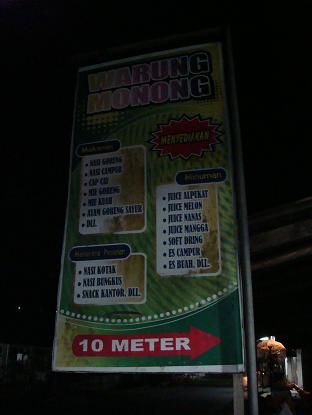 WARUNG
MONONG
MENYEDIAKAN
Makanan
• NASI GORENG
• NASI CAMPUR
• CAP CAI
• MIE GORENG
• MIE KUAH
• AYAM GORENG SAYUR
• DLL.
Minuman
• JUICE ALPUKAT
• JUICE MELON
• JUICE NANAS
• JUICE MANGGA
• SOFT DRING
• ES CAMPUR
• ES BUAH, DLL.
Menerima Pesanan
• NASI KOTAK
• NASI BUNGKUS
• SNACK KANTOR, DLL.
10 METER